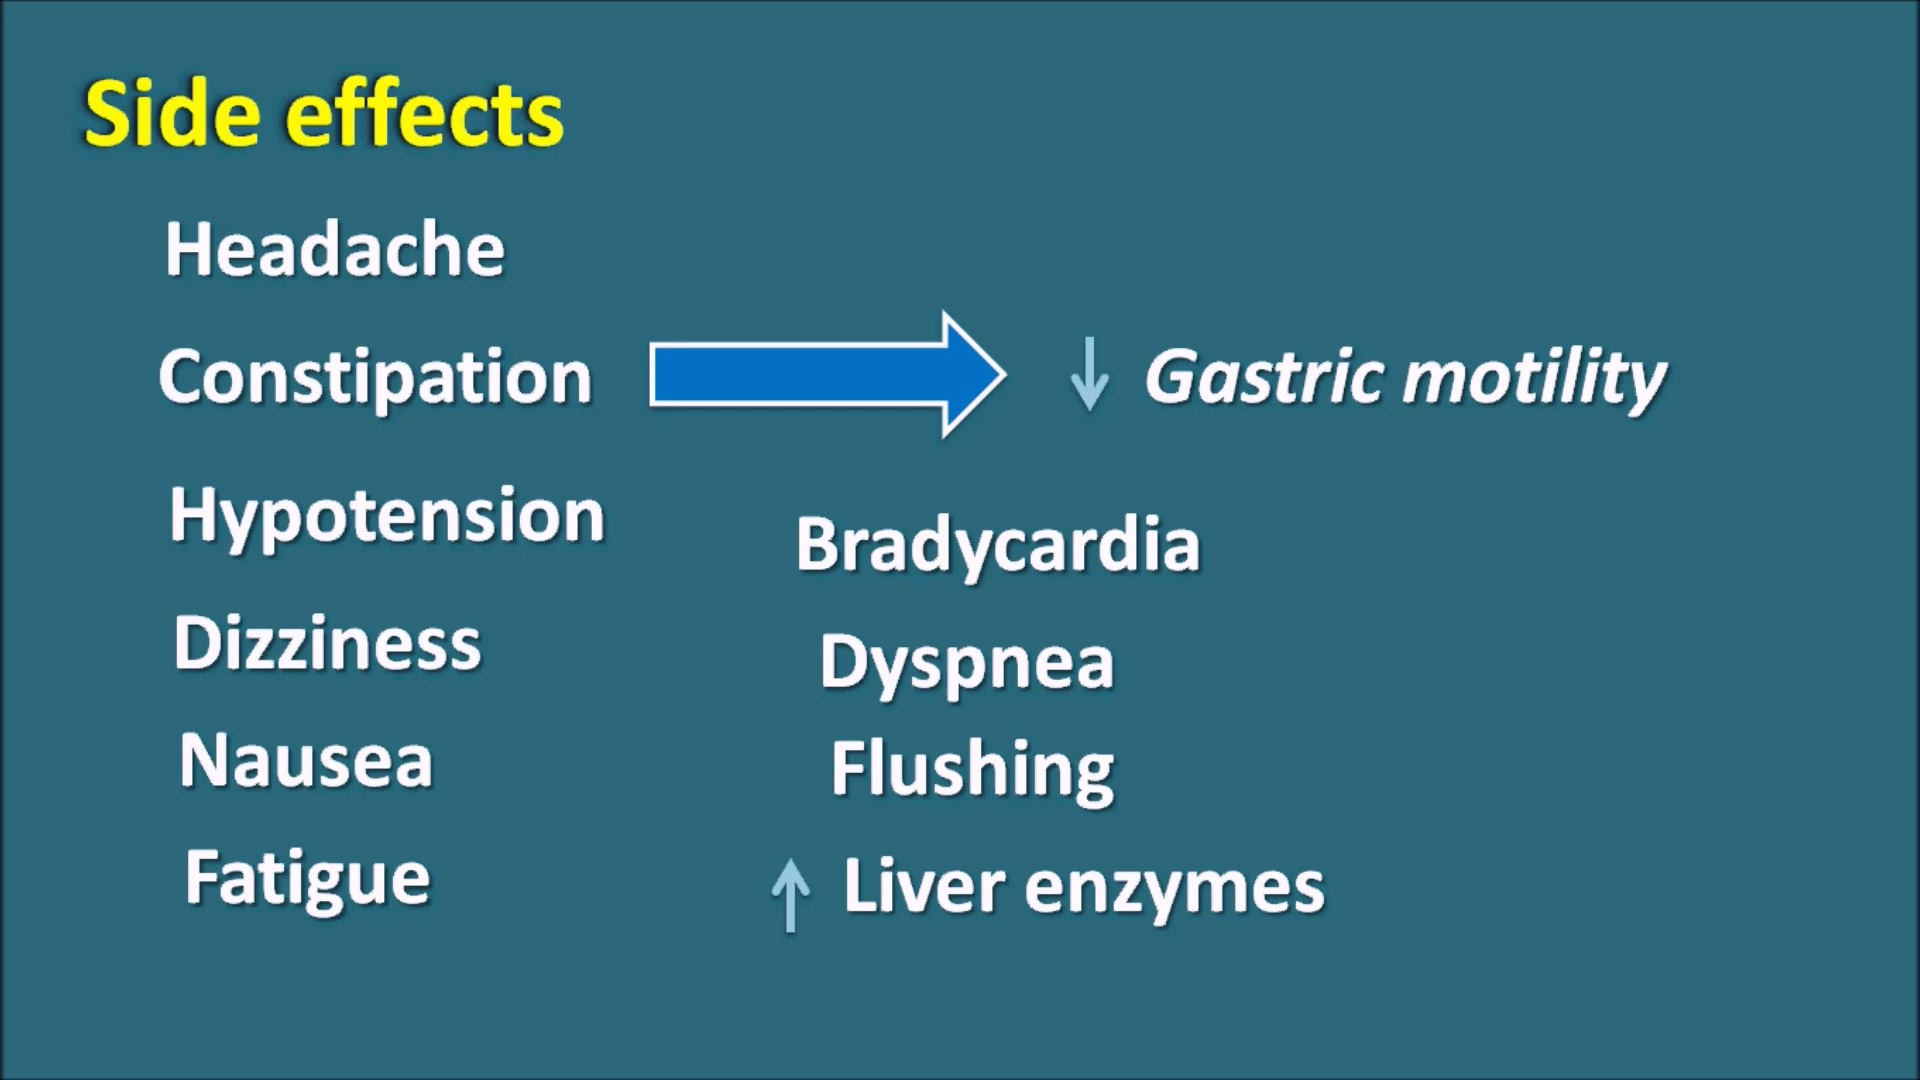 Side effects
Headache
Constipation ↓ Gastric motility
Hypotension
Dizziness
Nausea
Fatigue
Bradycardia
Dyspnea
Flushing
↑ Liver enzymes